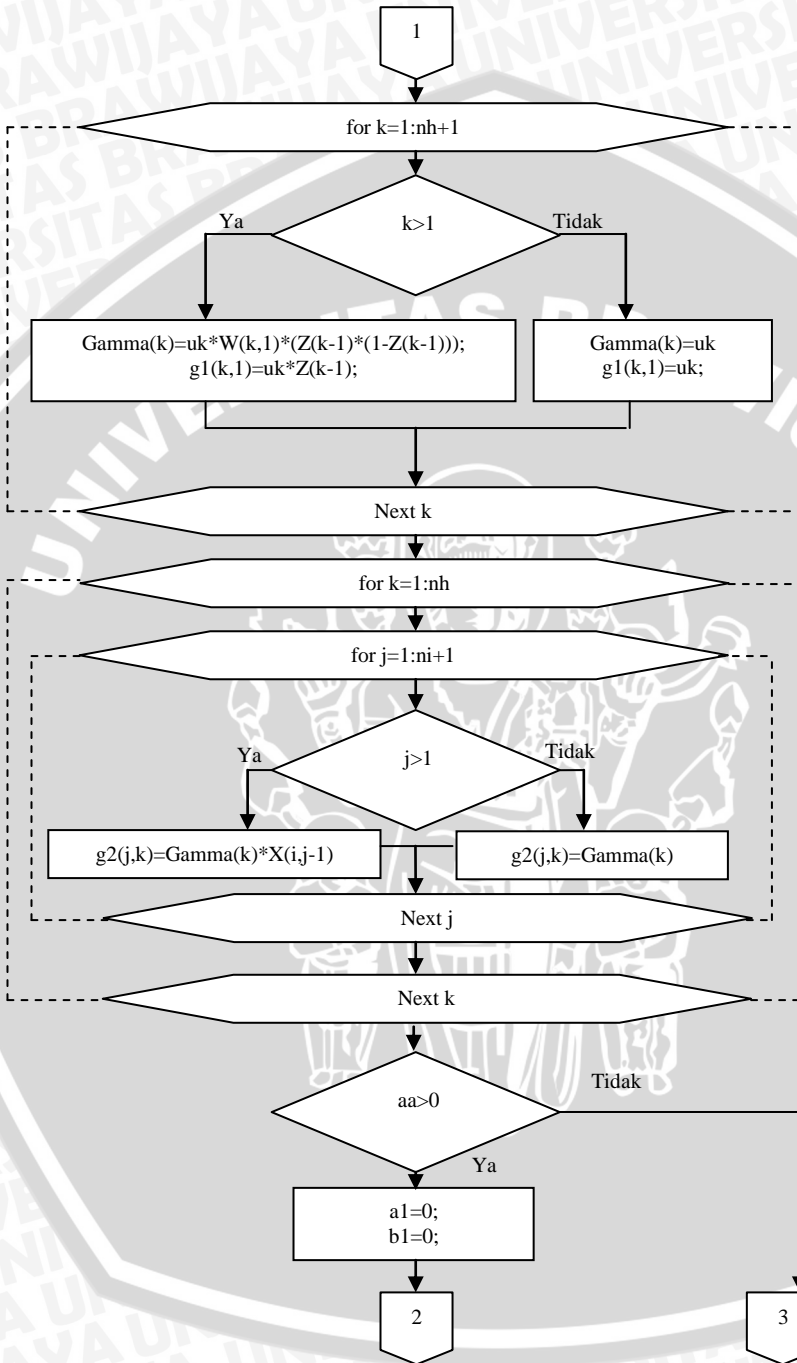 1
for k=1:nh+1
k>1
Ya
Tidak
Gamma(k)=uk*W(k,1)*(Z(k-1)*(1-Z(k-1)));
g1(k,1)=uk*Z(k-1);
Gamma(k)=uk
g1(k,1)=uk;
Next k
for k=1:nh
for j=1:ni+1
j>1
Ya
Tidak
g2(j,k)=Gamma(k)*X(i,j-1)
g2(j,k)=Gamma(k)
Next j
Next k
aa>0
Tidak
Ya
a1=0;
b1=0;
2
3